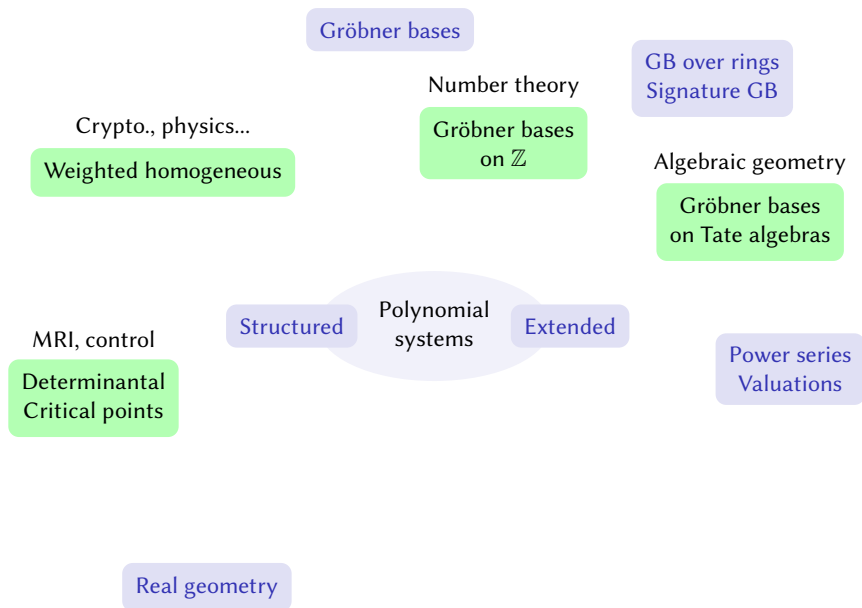 Gröbner bases
GB over rings
Signature GB
Number theory
Gröbner bases
on ℤ
Crypto., physics...
Weighted homogeneous
Algebraic geometry
Gröbner bases
on Tate algebras
Structured
Polynomial
systems
Extended
MRI, control
Determinantal
Critical points
Power series
Valuations
Real geometry